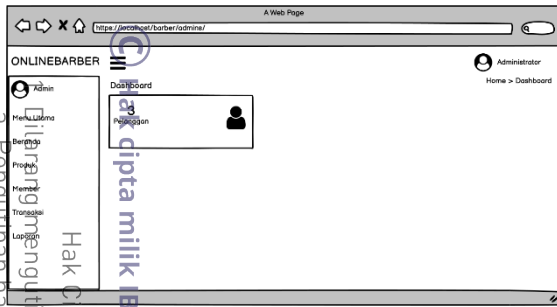 A Web Page
https://localhost/barber/admine/
ONLINEBARBER
Administrator
Home > Dashboard
Admin
Dashboard
3
Pelanggan
Menu Utama
Beranda
Produk
Member
Transaksi
Laporan
© Hak cipta milik
Hak
Dilarang